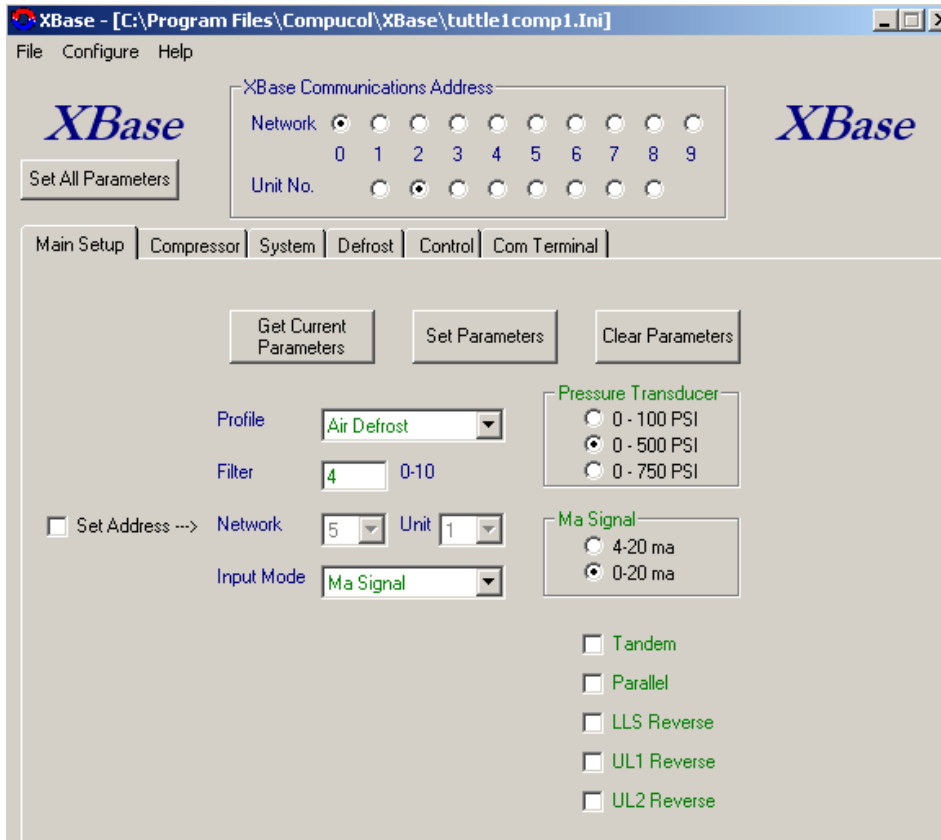 XBase - [C:\Program Files\Compucol\XBase\tuttle1comp1.Ini]
File Configure Help
XBase Communications Address
XBase
XBase
Network
0 1 2 3 4 5 6 7 8 9
Set All Parameters
Unit No.
Main Setup Compressor System Defrost Control Com Terminal
Get Current
Parameters
Set Parameters
Clear Parameters
Pressure Transducer
Profile Air Defrost
0 - 100 PSI
0 - 500 PSI
0 - 750 PSI
Filter 4 0-10
Set Address ---> Network 5 Unit 1
Ma Signal
4-20 ma
0-20 ma
Input Mode Ma Signal
Tandem
Parallel
LLS Reverse
UL1 Reverse
UL2 Reverse